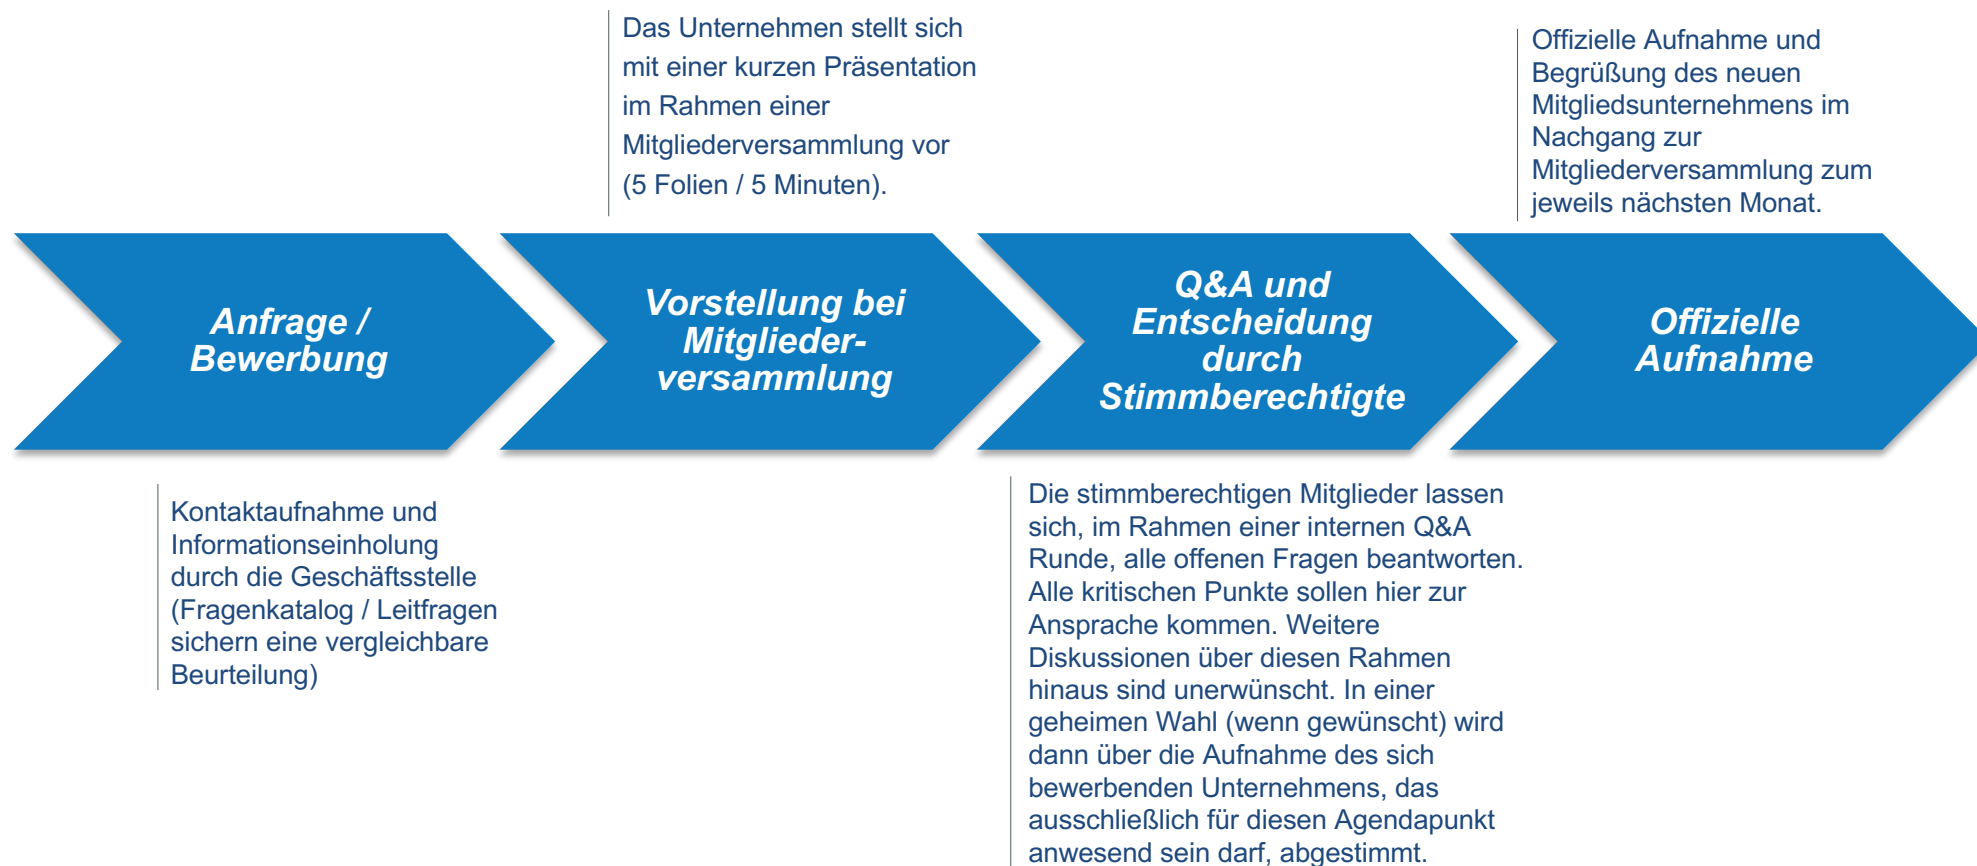 Das Unternehmen stellt sich
mit einer kurzen Präsentation
im Rahmen einer
Mitgliederversammlung vor
(5 Folien / 5 Minuten).
Offizielle Aufnahme und
Begrüßung des neuen
Mitgliedsunternehmens im
Nachgang zur
Mitgliederversammlung zum
jeweils nächsten Monat.
Anfrage /
Bewerbung
Vorstellung bei
Mitglieder-
versammlung
Q&A und
Entscheidung
durch
Stimmberechtigte
Offizielle
Aufnahme
Kontaktaufnahme und
Informationseinholung
durch die Geschäftsstelle
(Fragenkatalog / Leitfragen
sichern eine vergleichbare
Beurteilung)
Die stimmberechtigen Mitglieder lassen
sich, im Rahmen einer internen Q&A
Runde, alle offenen Fragen beantworten.
Alle kritischen Punkte sollen hier zur
Ansprache kommen. Weitere
Diskussionen über diesen Rahmen
hinaus sind unerwünscht. In einer
geheimen Wahl (wenn gewünscht) wird
dann über die Aufnahme des sich
bewerbenden Unternehmens, das
ausschließlich für diesen Agendapunkt
anwesend sein darf, abgestimmt.